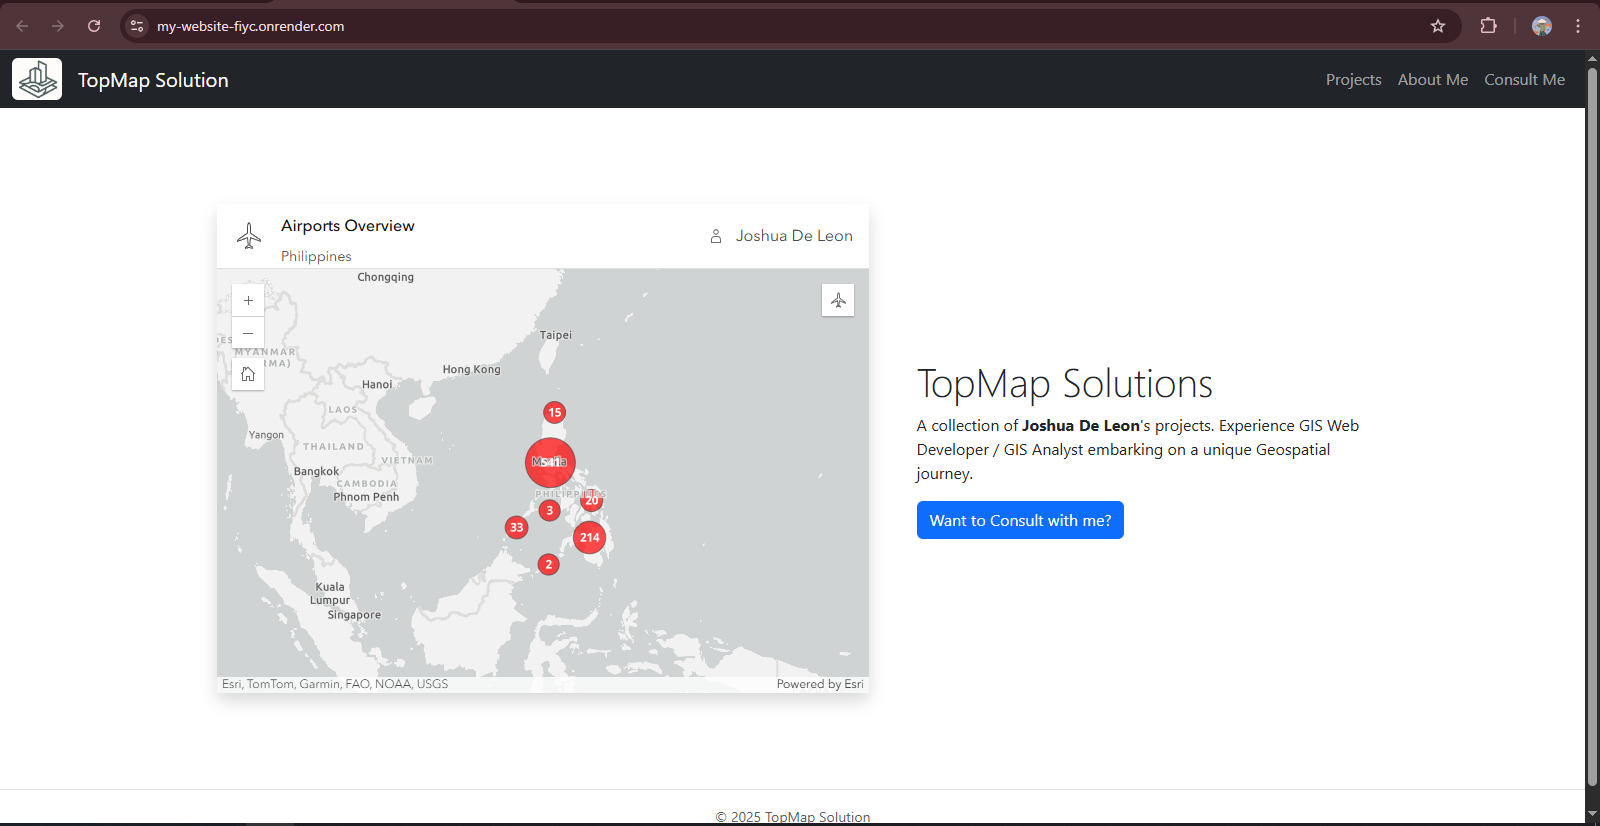 my-website-fiyc.onrender.com
TopMap Solution
Projects About Me Consult Me
Airports Overview
Philippines
Joshua De Leon
Chongqing
Taipei
MYANMAR
Hong Kong
Hanoi
LAOS
15
Yangon
THAILAND
VIETNAM
Bangkok
CAMBODIA
Phnom Penh
PHILIPPINES
20
3
33
214
2
Kuala
Lumpur
Singapore
Esri, TomTom, Garmin, FAO, NOAA, USGS
Powered by Esri
TopMap Solutions
A collection of Joshua De Leon's projects. Experience GIS Web
Developer / GIS Analyst embarking on a unique Geospatial
journey.
Want to Consult with me?
© 2025 TopMap Solution